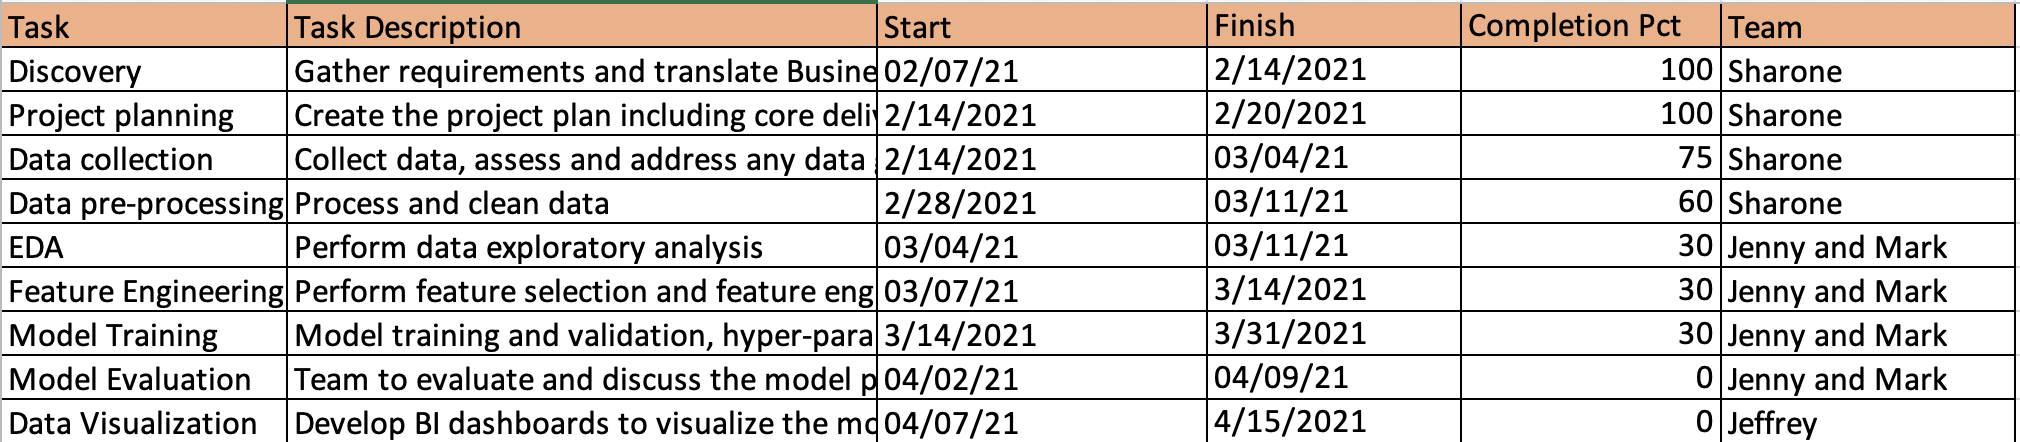 Task Task Description Start Finish Completion Pct Team
Discovery Gather requirements and translate Busine 02/07/21 2/14/2021 100 Sharone
Project planning Create the project plan including core deli 2/14/2021 2/20/2021 100 Sharone
Data collection Collect data, assess and address any data 2/14/2021 03/04/21 75 Sharone
Data pre-processing Process and clean data 2/28/2021 03/11/21 60 Sharone
EDA Perform data exploratory analysis 03/04/21 03/11/21 30 Jenny and Mark
Feature Engineering Perform feature selection and feature eng 03/07/21 3/14/2021 30 Jenny and Mark
Model Training Model training and validation, hyper-para 3/14/2021 3/31/2021 30 Jenny and Mark
Model Evaluation Team to evaluate and discuss the model p 04/02/21 04/09/21 0 Jenny and Mark
Data Visualization Develop BI dashboards to visualize the mo 04/07/21 4/15/2021 0 Jeffrey